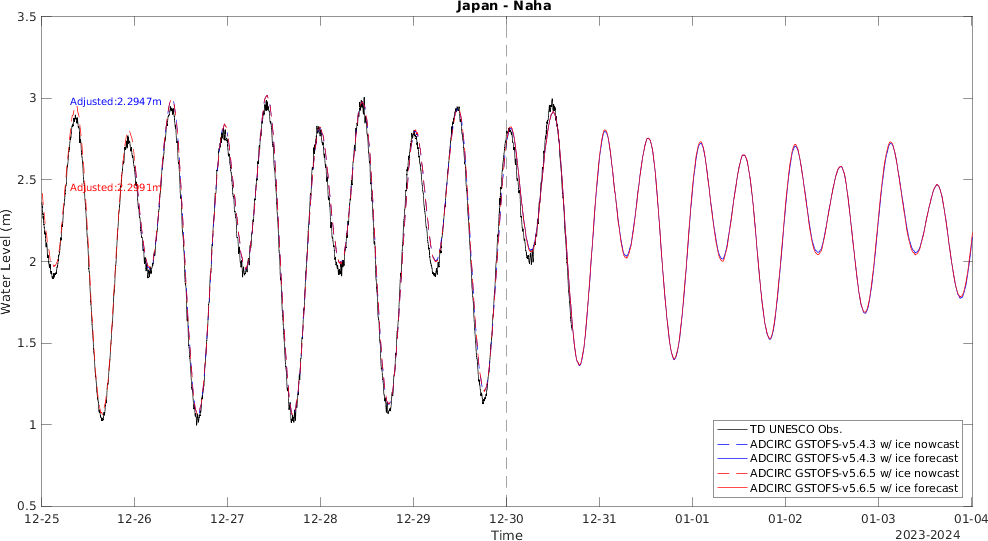 Japan - Naha
3.5
3
2.5
2
1.5
1
0.5
Water Level (m)
Adjusted:2.2947m
Adjusted:2.2991m
TD UNESCO Obs.
ADCIRC GSTOFS-v5.4.3 w/ ice nowcast
ADCIRC GSTOFS-v5.4.3 w/ ice forecast
ADCIRC GSTOFS-v5.6.5 w/ ice nowcast
ADCIRC GSTOFS-v5.6.5 w/ ice forecast
12-25 12-26 12-27 12-28 12-29 12-30 12-31 01-01 01-02 01-03 01-04
Time
2023-2024